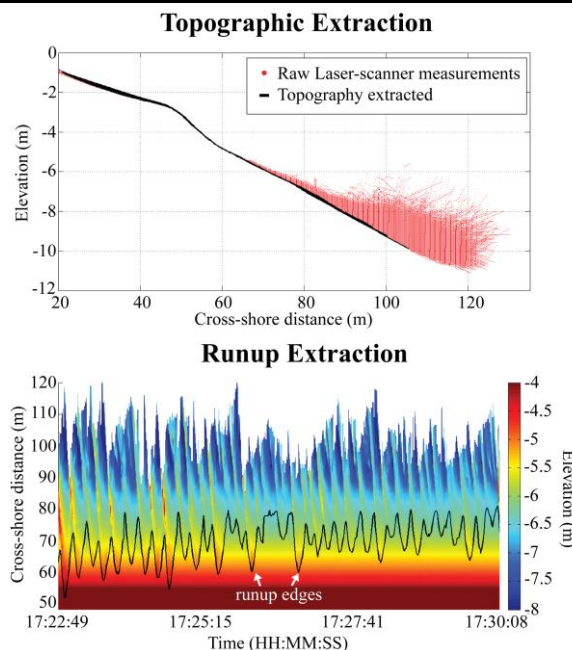 Topographic Extraction
0
-2
-4
-6
-8
-10
-12
Elevation (m)
Raw Laser-scanner measurements
Topography extracted
20 40 60 80 100 120
Cross-shore distance (m)
Runup Extraction
120
110
100
90
80
70
60
50
Cross-shore distance (m)
runup edges
-4
-4.5
-5
-5.5
-6
-6.5
-7
-7.5
-8
Elevation (m)
17:22:49 17:25:15 17:27:41 17:30:08
Time (HH:MM:SS)